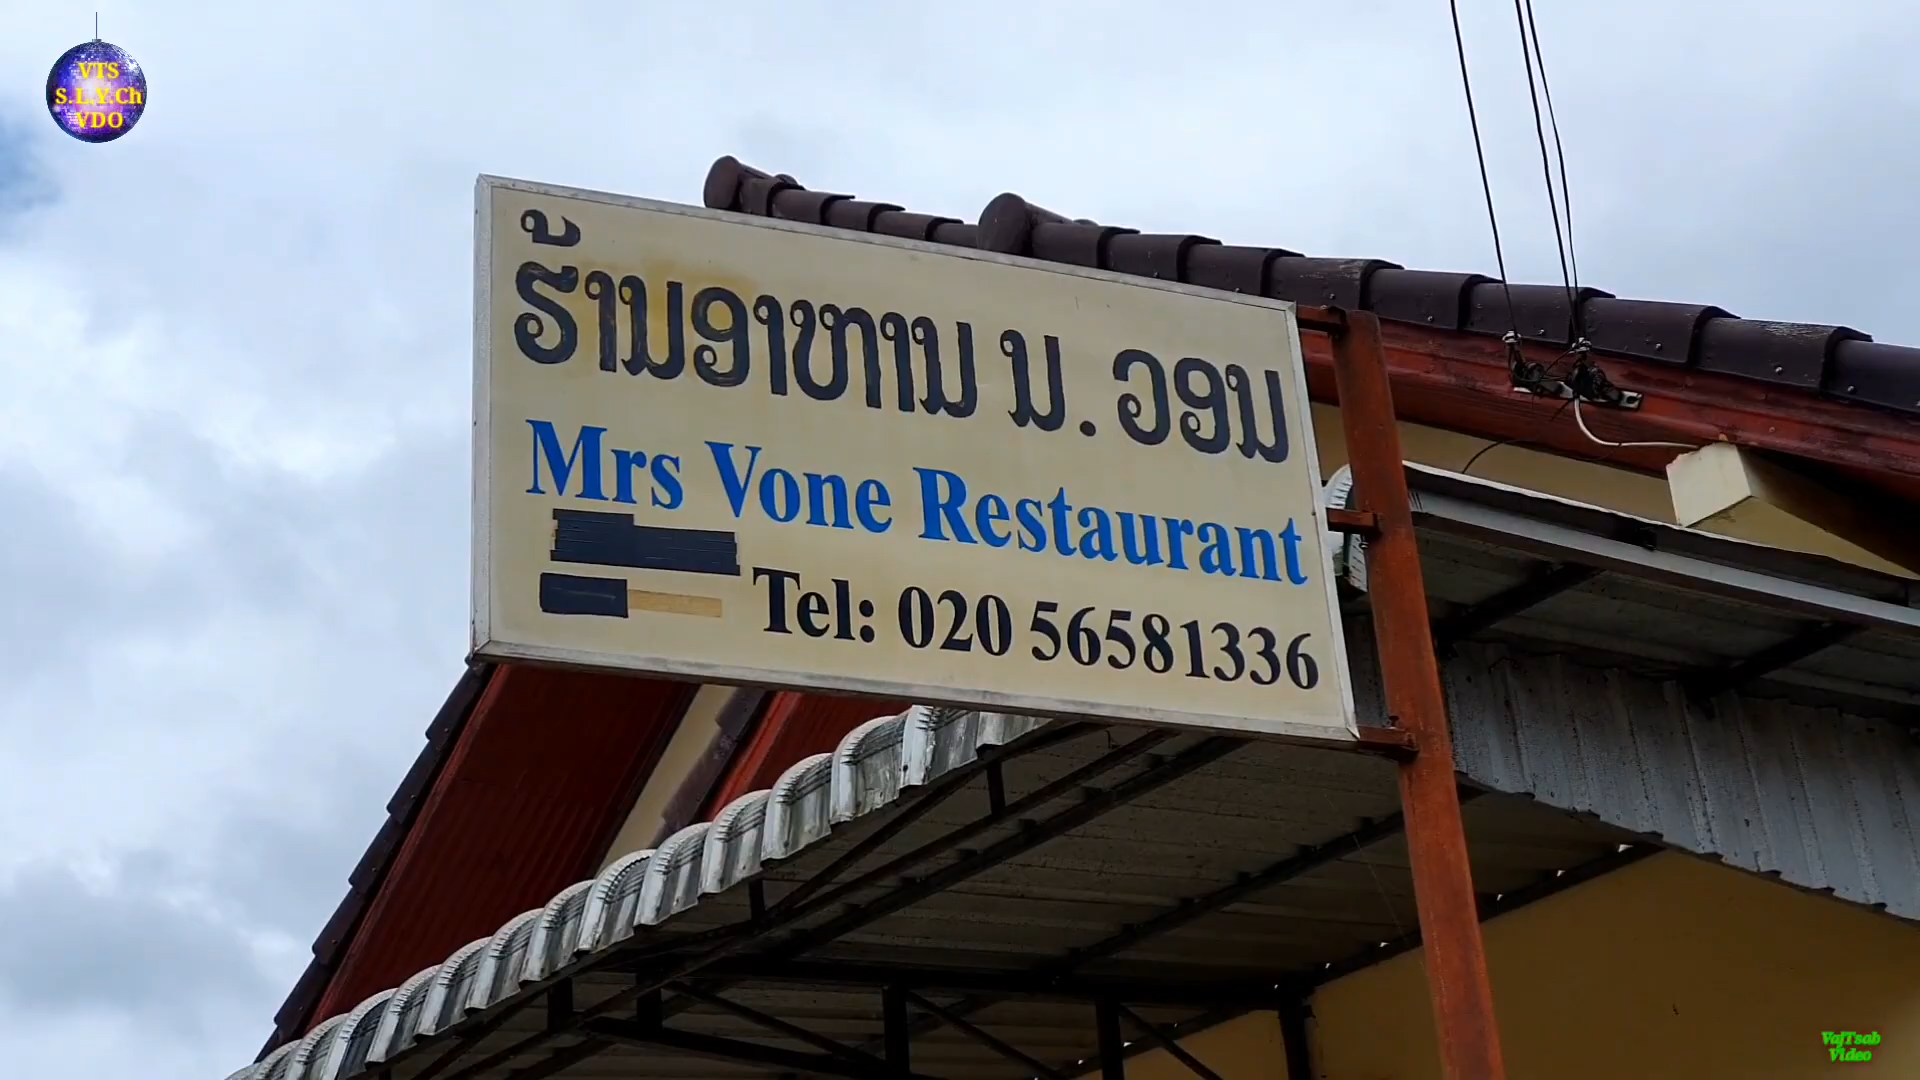 VTS
S.L.Y.Ch
VDO
ຮ້ານອາຫານ ນ. ວອນ
Mrs Vone Restaurant
Tel: 020 56581336
VajTsab
Video